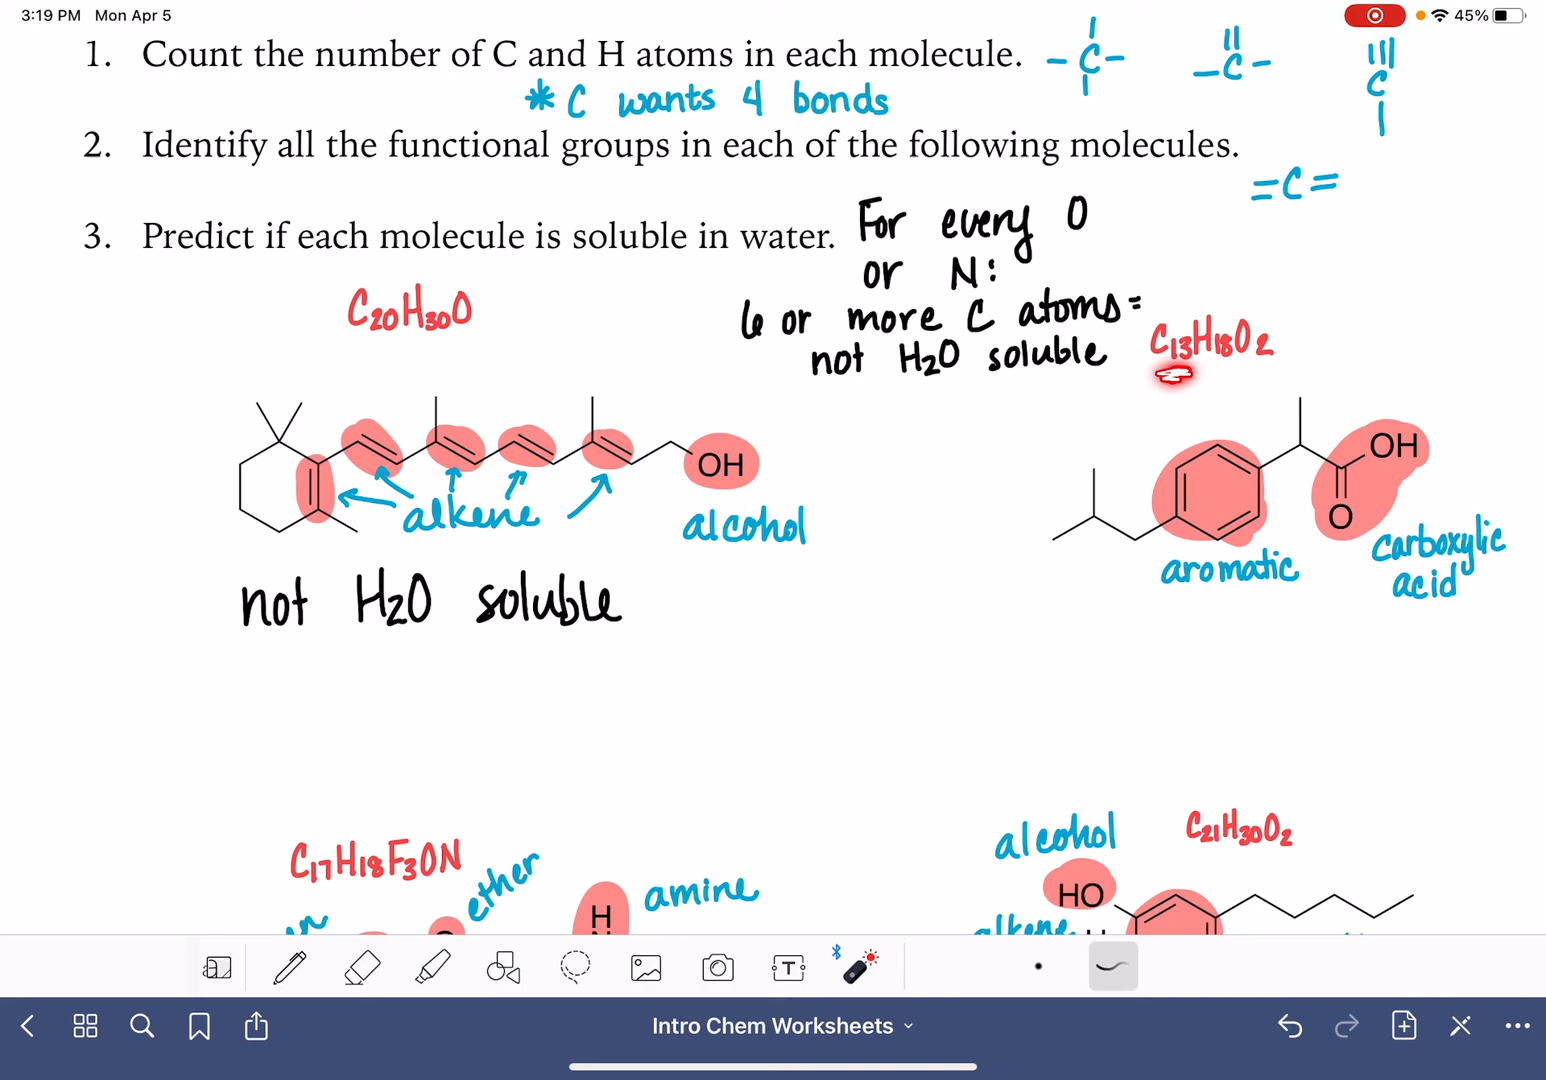 3:19 PM Mon Apr 5
45%
1. Count the number of C and H atoms in each molecule.
-C- -C- C
* C wants 4 bonds
2. Identify all the functional groups in each of the following molecules.
=C=
3. Predict if each molecule is soluble in water.
For every O
or N:
6 or more C atoms =
not H2O soluble
C20H30O
C13H18O2
OH
OH
O
alkene
alcohol
aromatic
carboxylic
acid
not H2O soluble
C17H18F3ON
ether
H
amine
alcohol
C21H30O2
HO
alkene
Intro Chem Worksheets